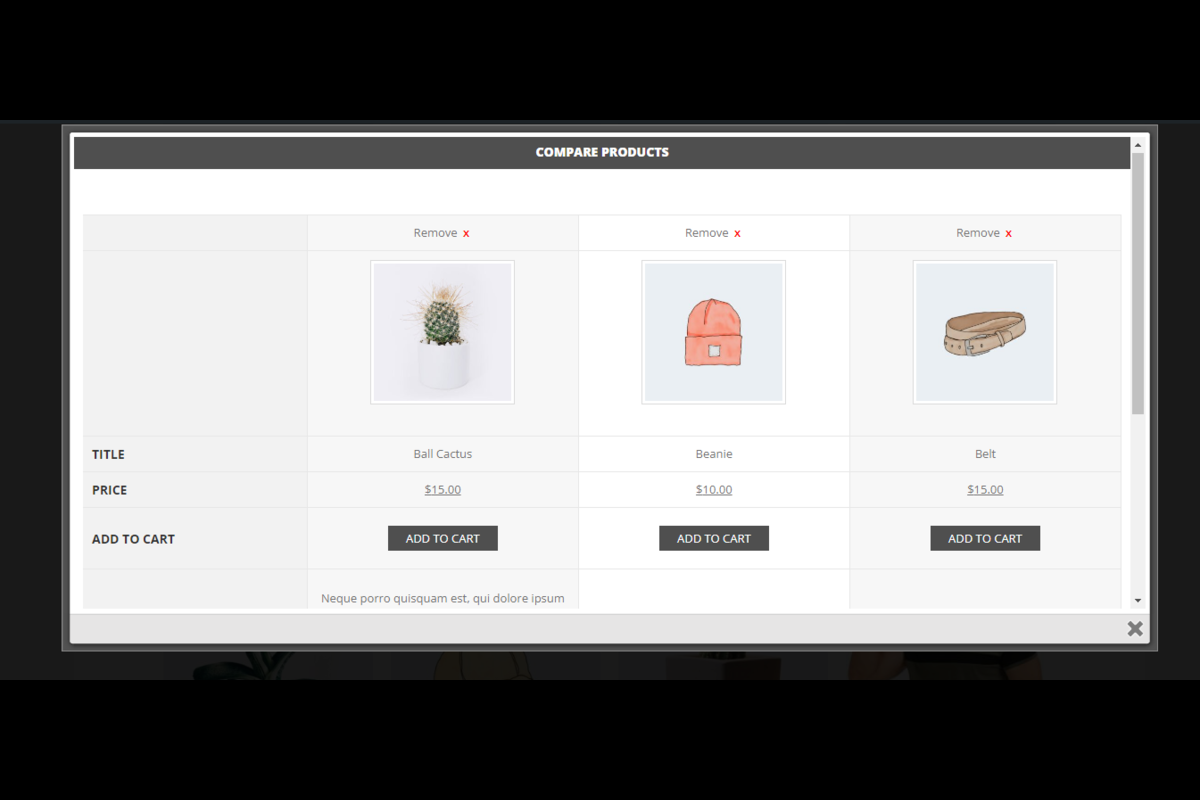 COMPARE PRODUCTS
Remove x Remove x Remove x
TITLE Ball Cactus Beanie Belt
PRICE $15.00 $10.00 $15.00
ADD TO CART ADD TO CART ADD TO CART ADD TO CART
Neque porro quisquam est, qui dolore ipsum